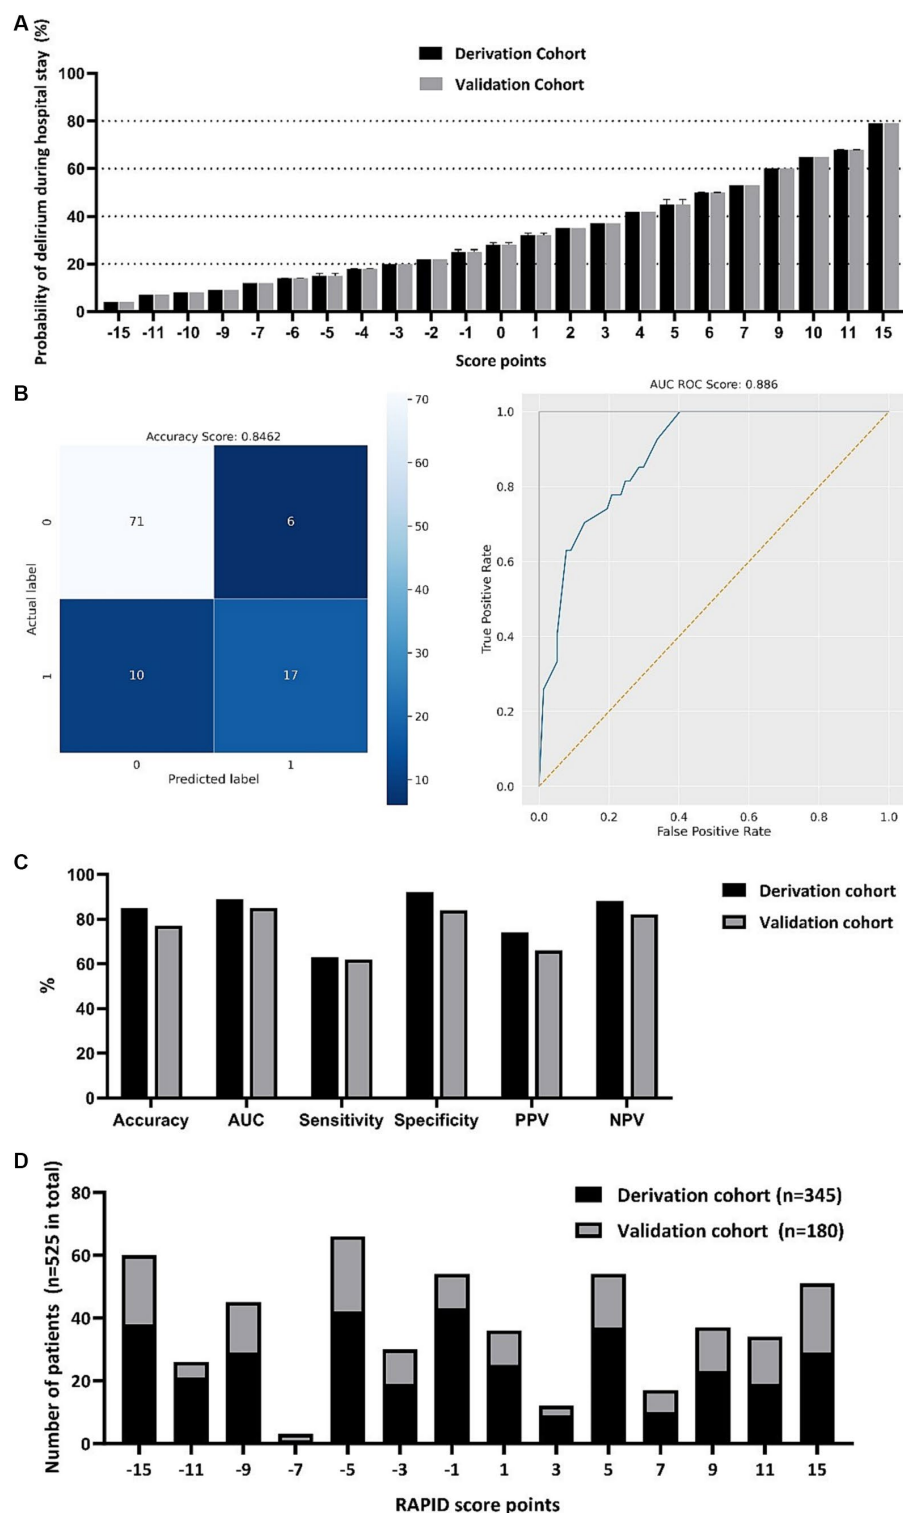 A
Probability of delirium during hospital stay (%)
Derivation Cohort
Validation Cohort
100
80
60
40
20
0
-15 -11 -10 -9 -7 -6 -5 -4 -3 -2 -1 0 1 2 3 4 5 6 7 9 10 11 15
Score points
B
Accuracy Score: 0.8462
Actual label
0
1
71 6
10 17
0 1
Predicted label
70
60
50
40
30
20
10
AUC ROC Score: 0.886
True Positive Rate
1.0
0.8
0.6
0.4
0.2
0.0
0.0 0.2 0.4 0.6 0.8 1.0
False Positive Rate
C
%
100
80
60
40
20
0
Accuracy AUC Sensitivity Specificity PPV NPV
Derivation cohort
Validation cohort
D
Number of patients (n=525 in total)
80
60
40
20
0
Derivation cohort (n=345)
Validation cohort (n=180)
-15 -11 -9 -7 -5 -3 -1 1 3 5 7 9 11 15
RAPID score points